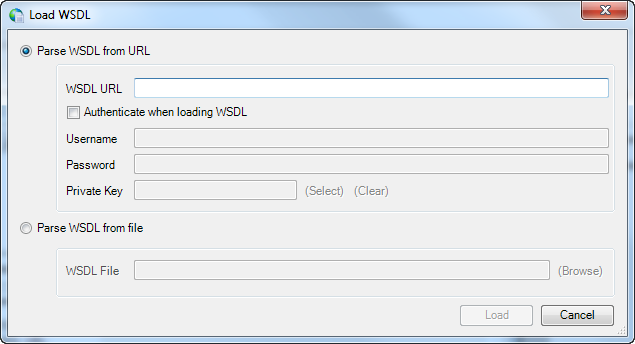 Load WSDL
Parse WSDL from URL
WSDL URL
Authenticate when loading WSDL
Username
Password
Private Key (Select) (Clear)
Parse WSDL from file
WSDL File (Browse)
Load Cancel